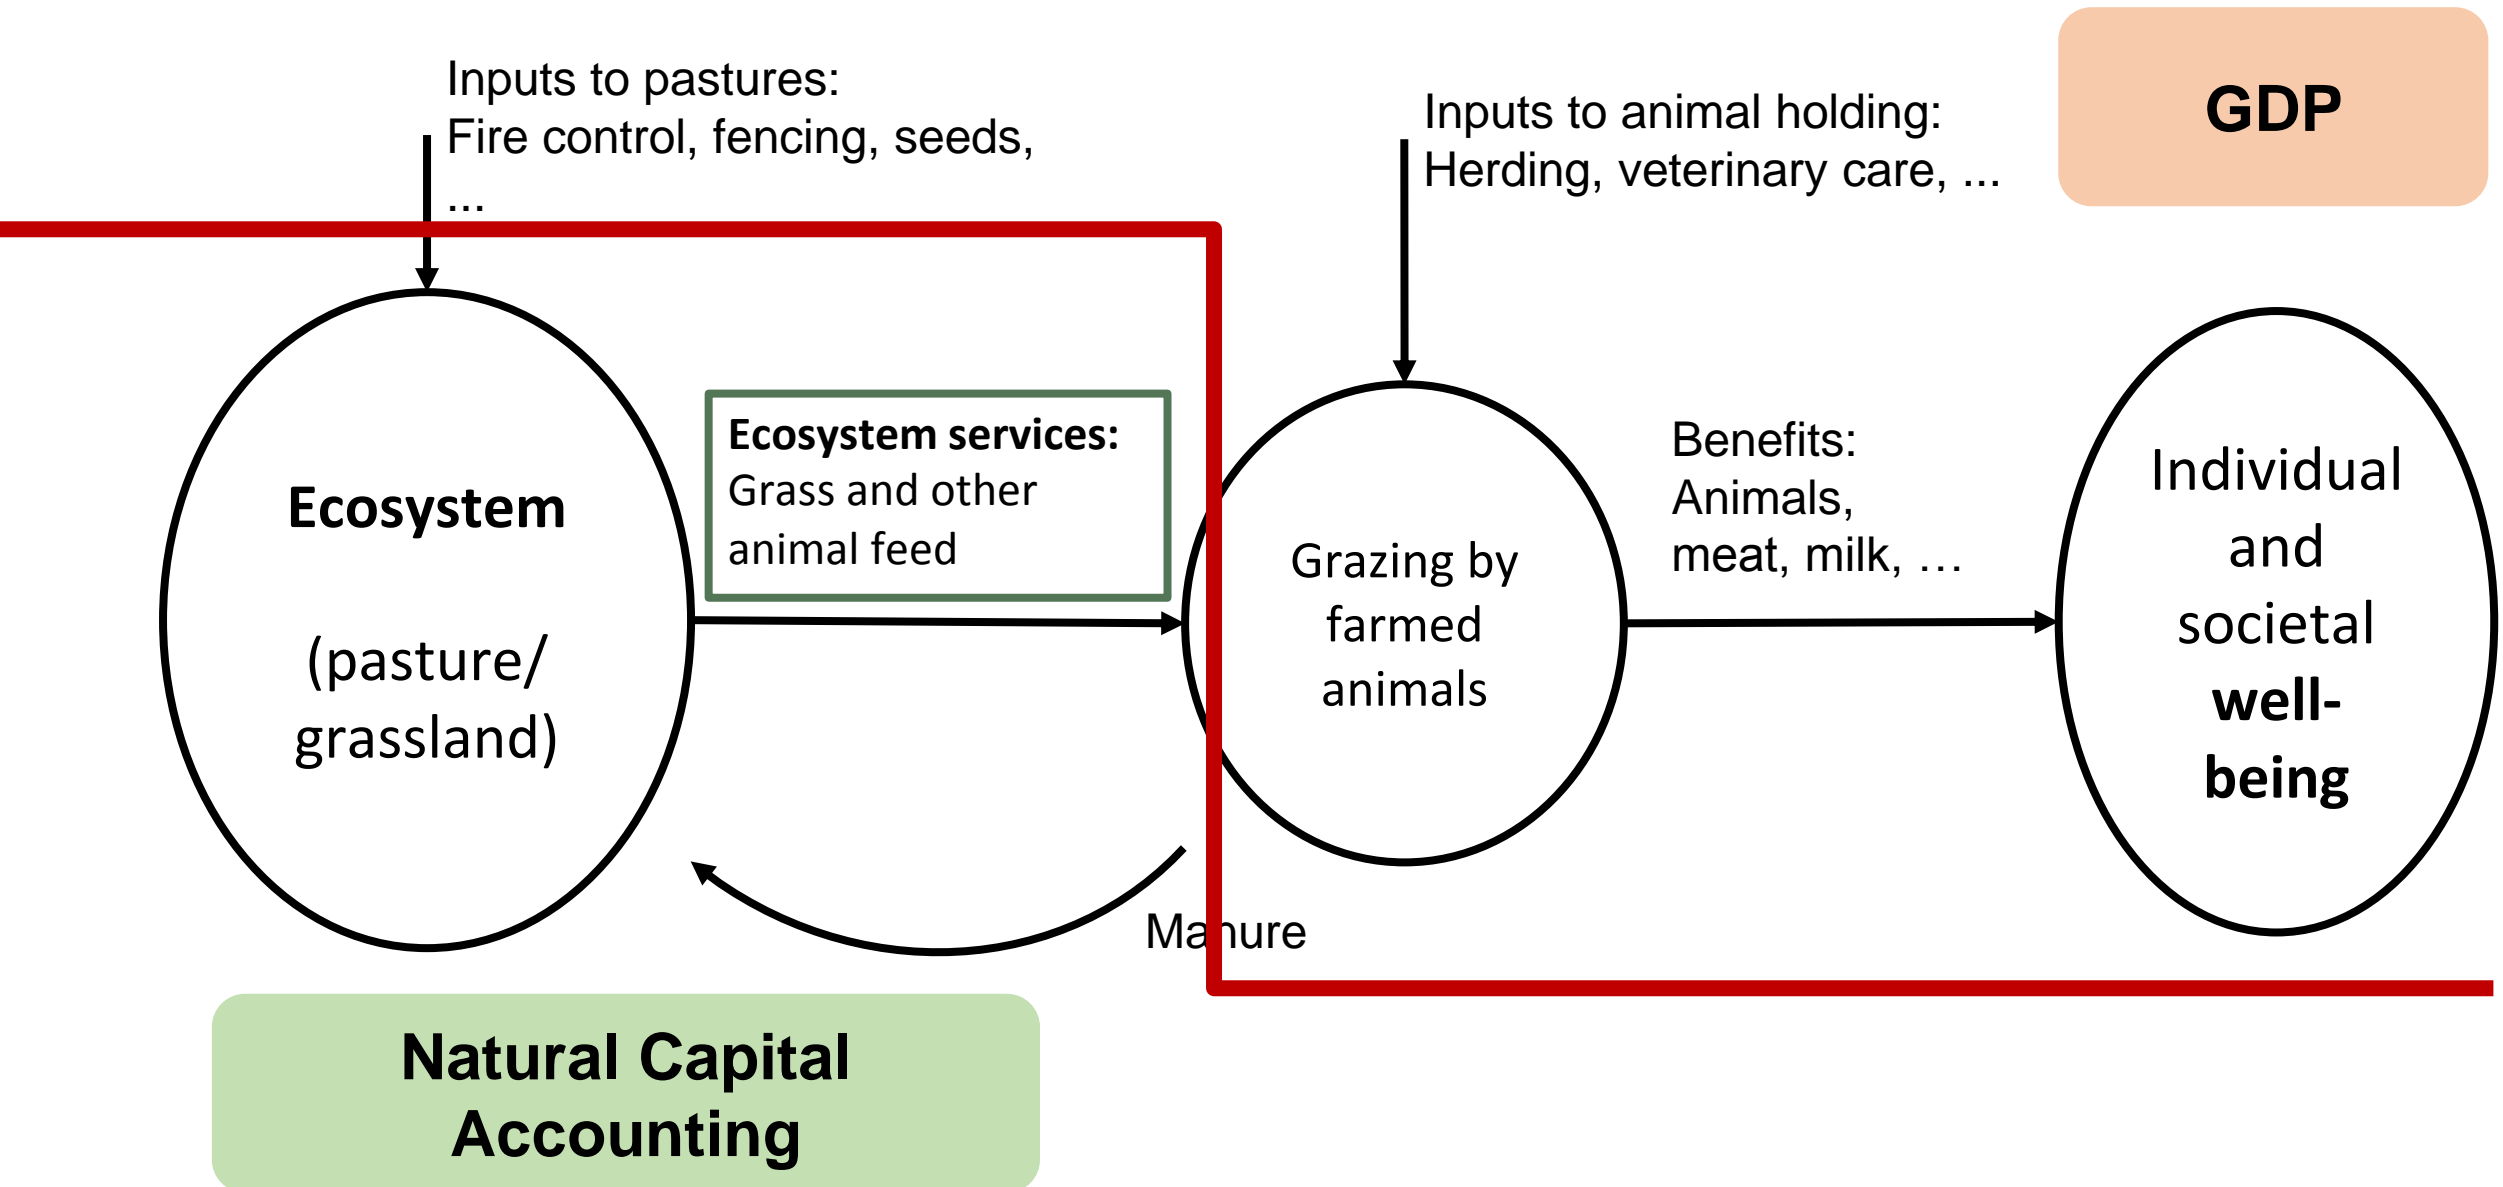 Inputs to pastures:
Fire control, fencing, seeds,
...
Inputs to animal holding:
Herding, veterinary care, ...
GDP
Ecosystem
(pasture/
grassland)
Ecosystem services:
Grass and other
animal feed
Grazing by
farmed
animals
Benefits:
Animals,
meat, milk, …
Individual
and
societal
well-
being
Manure
Natural Capital
Accounting